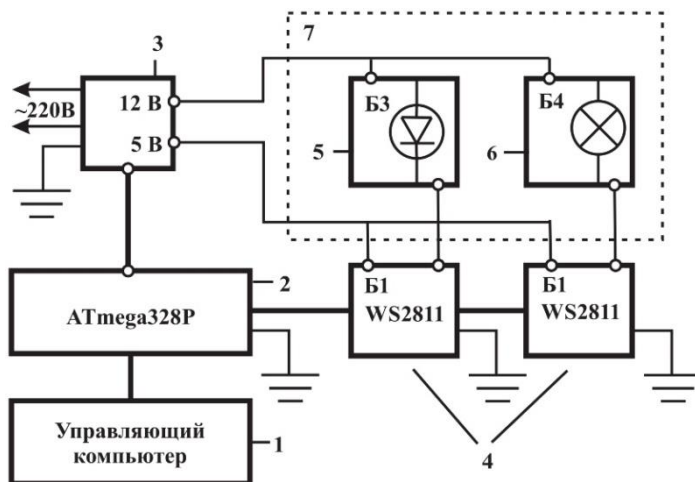 3
7
12 В
~220В
5 В
Б3
Б4
5
6
2
ATmega328P
Б1
WS2811
Б1
WS2811
Управляющий
компьютер
1
4